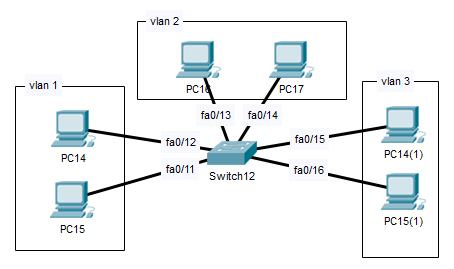 vlan 2
PC16
PC17
fa0/13
fa0/14
vlan 1
PC14
PC15
fa0/12
fa0/11
Switch12
vlan 3
fa0/15
fa0/16
PC14(1)
PC15(1)